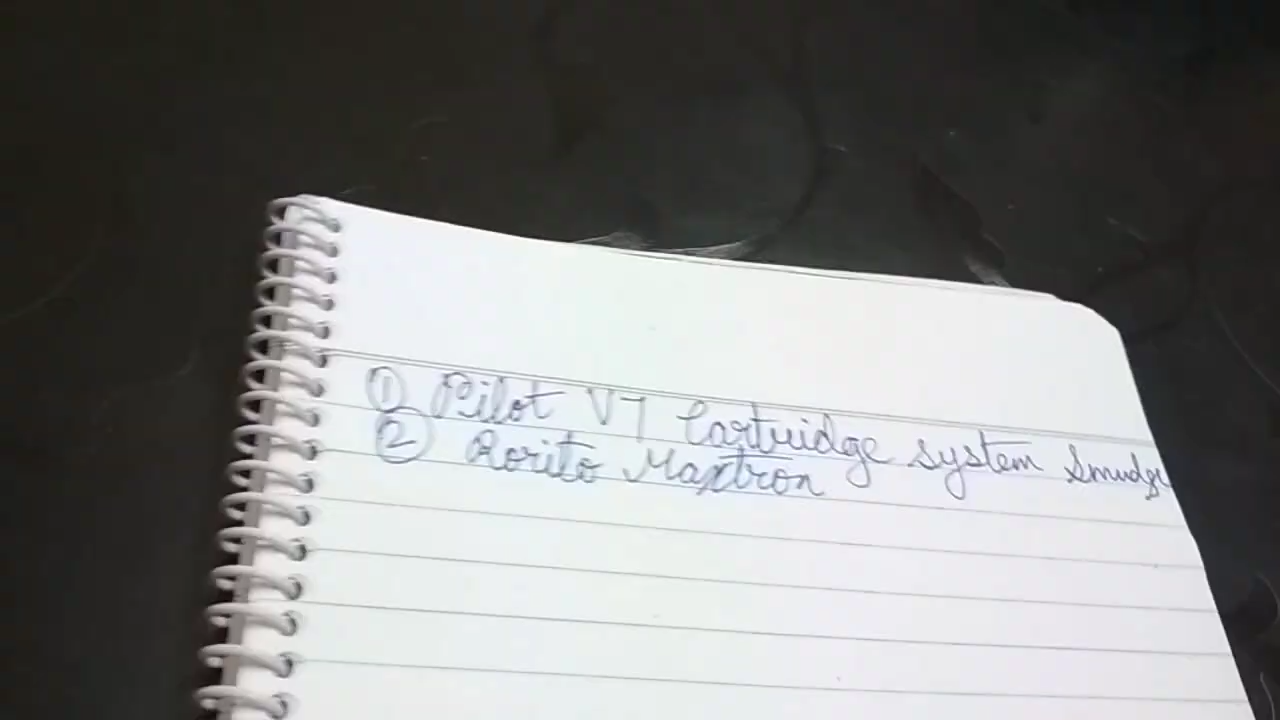 ① Pilot V7 Cartridge system Smudge
② Rorito Maxtron